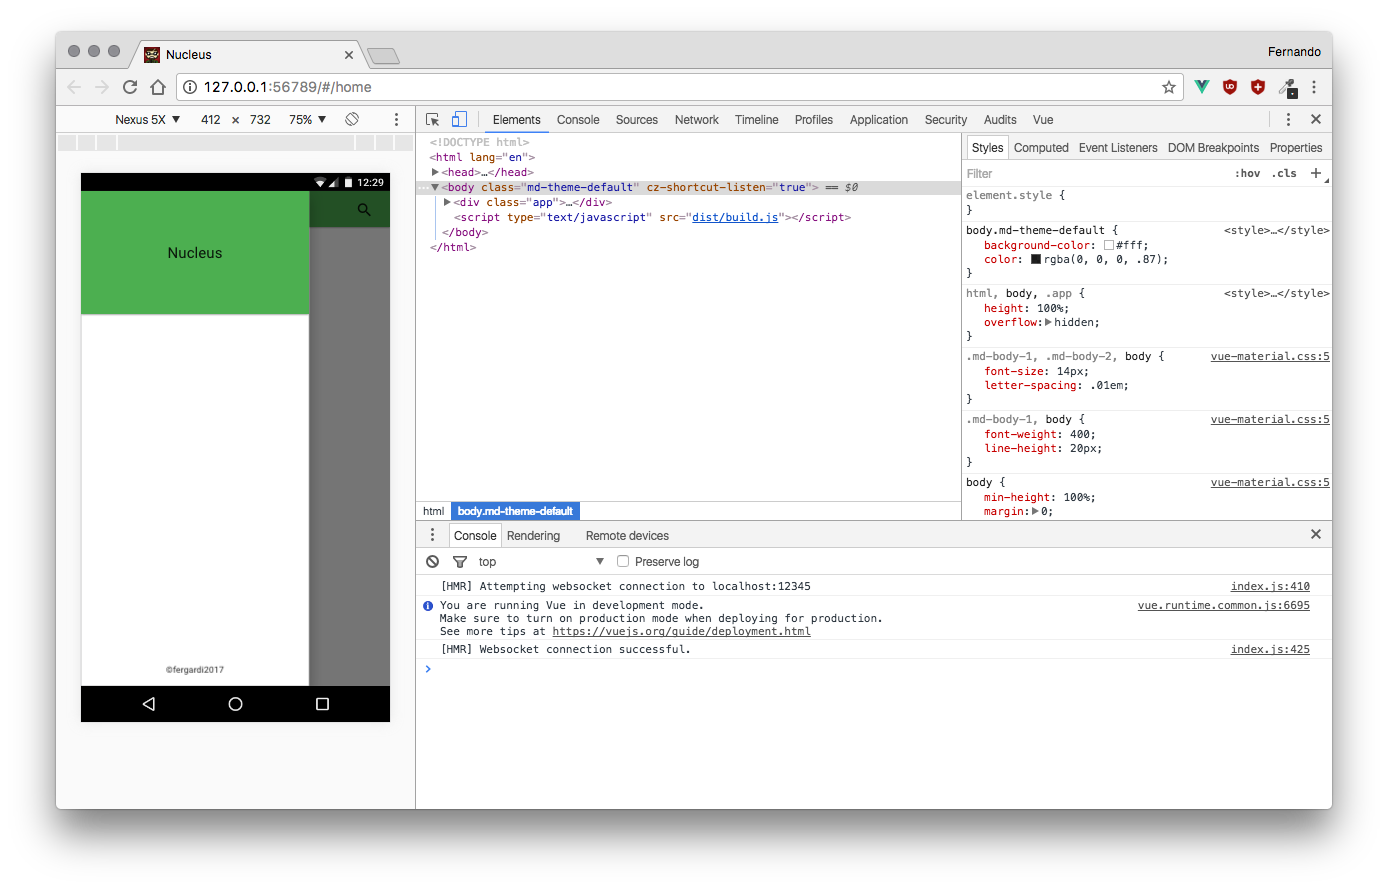 Nucleus
Fernando
127.0.0.1:56789/#/home
Nexus 5X ▼ 412 × 732 75% ▼
Elements Console Sources Network Timeline Profiles Application Security Audits Vue
12:29
Nucleus
©fergardi2017
<!DOCTYPE html>
<html lang="en">
<head>…</head>
<body class="md-theme-default" cz-shortcut-listen="true"> == $0
<div class="app">…</div>
<script type="text/javascript" src="dist/build.js"></script>
</body>
</html>
html body.md-theme-default
Styles Computed Event Listeners DOM Breakpoints Properties
Filter :hov .cls +
element.style {
}
body.md-theme-default { <style>…</style>
background-color: #fff;
color: rgba(0, 0, 0, .87);
}
html, body, .app { <style>…</style>
height: 100%;
overflow: hidden;
}
.md-body-1, .md-body-2, body { vue-material.css:5
font-size: 14px;
letter-spacing: .01em;
}
.md-body-1, body { vue-material.css:5
font-weight: 400;
line-height: 20px;
}
body { vue-material.css:5
min-height: 100%;
margin: 0;
Console Rendering Remote devices
top ▼ Preserve log
[HMR] Attempting websocket connection to localhost:12345 index.js:410
You are running Vue in development mode. vue.runtime.common.js:6695
Make sure to turn on production mode when deploying for production.
See more tips at https://vuejs.org/guide/deployment.html
[HMR] Websocket connection successful. index.js:425